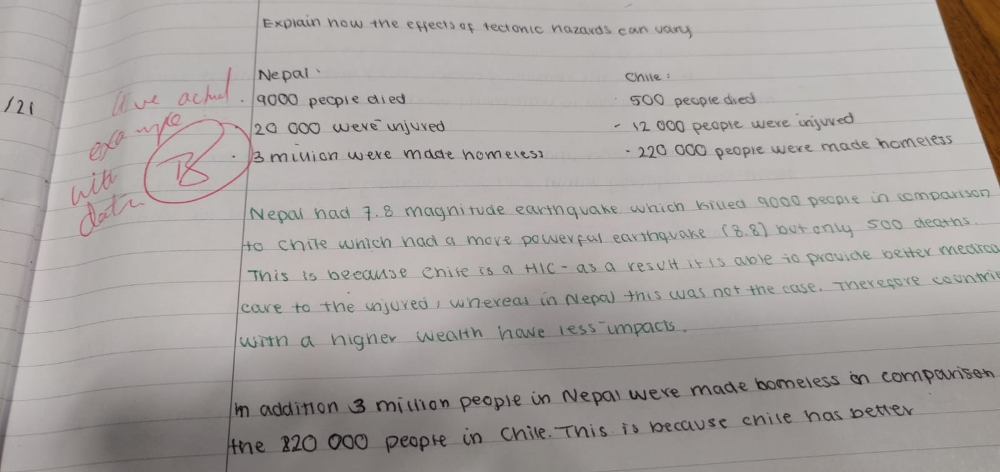 Explain how the effects of tectonic hazards can vary
/21
Give actual
example
with
data
B
Nepal:
9000 people died
20 000 were injured
3 million were made homeless
Chile:
500 people died
- 12 000 people were injured
- 220 000 people were made homeless
Nepal had 7.8 magnitude earthquake which killed 9000 people in comparison
to Chile which had a more powerful earthquake (8.8) but only 500 deaths.
This is because Chile is a HIC - as a result it is able to provide better medica
care to the injured, whereas in Nepal this was not the case. Therefore countrie
with a higher wealth have less impacts.
In addition 3 million people in Nepal were made homeless in comparison
the 220 000 people in Chile. This is because Chile has better